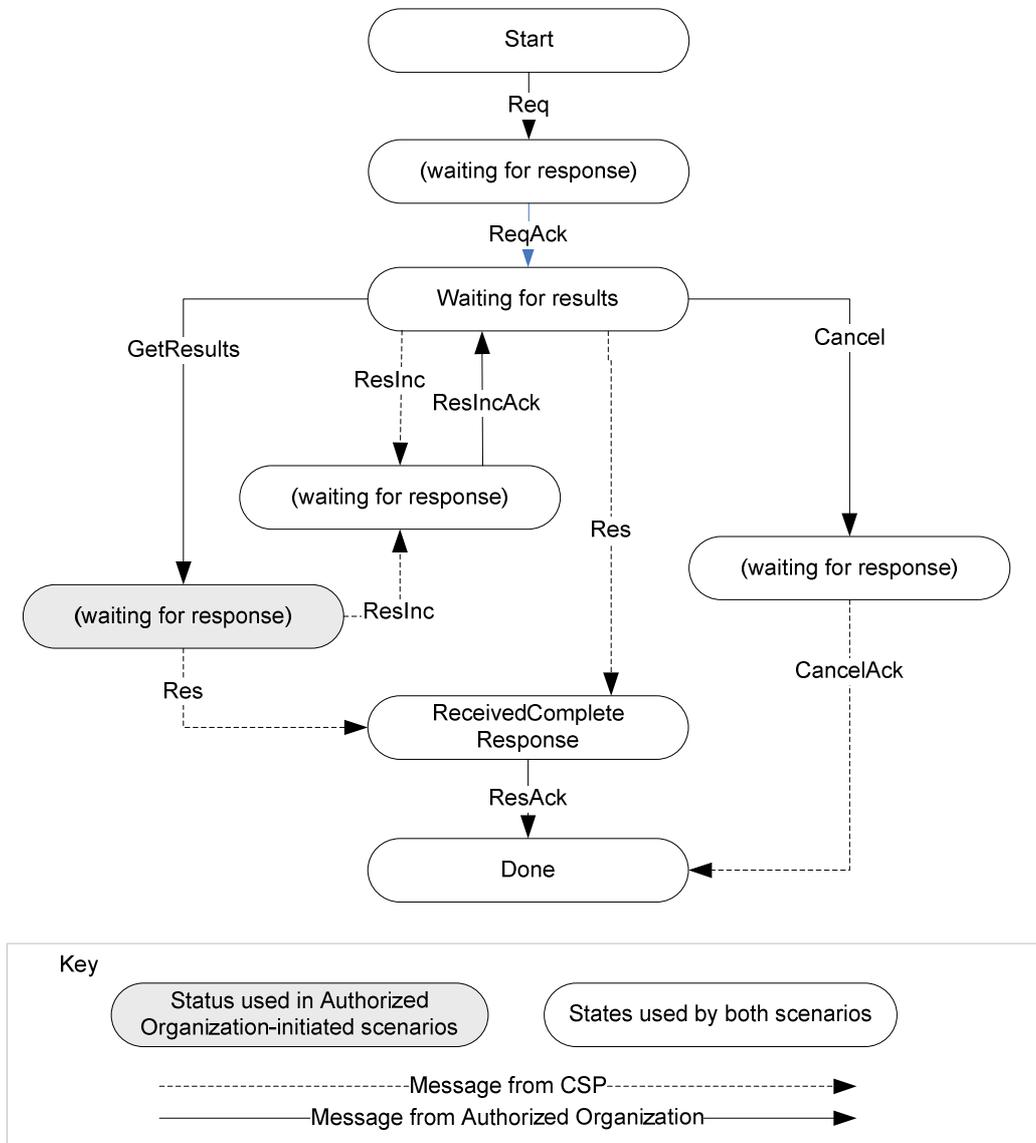 Start
Req
(waiting for response)
ReqAck
Waiting for results
GetResults
Cancel
ResInc
ResIncAck
(waiting for response)
Res
(waiting for response)
(waiting for response)
ResInc
CancelAck
Res
ReceivedComplete
Response
ResAck
Done
Key
Status used in Authorized
Organization-initiated scenarios
States used by both scenarios
Message from CSP
Message from Authorized Organization